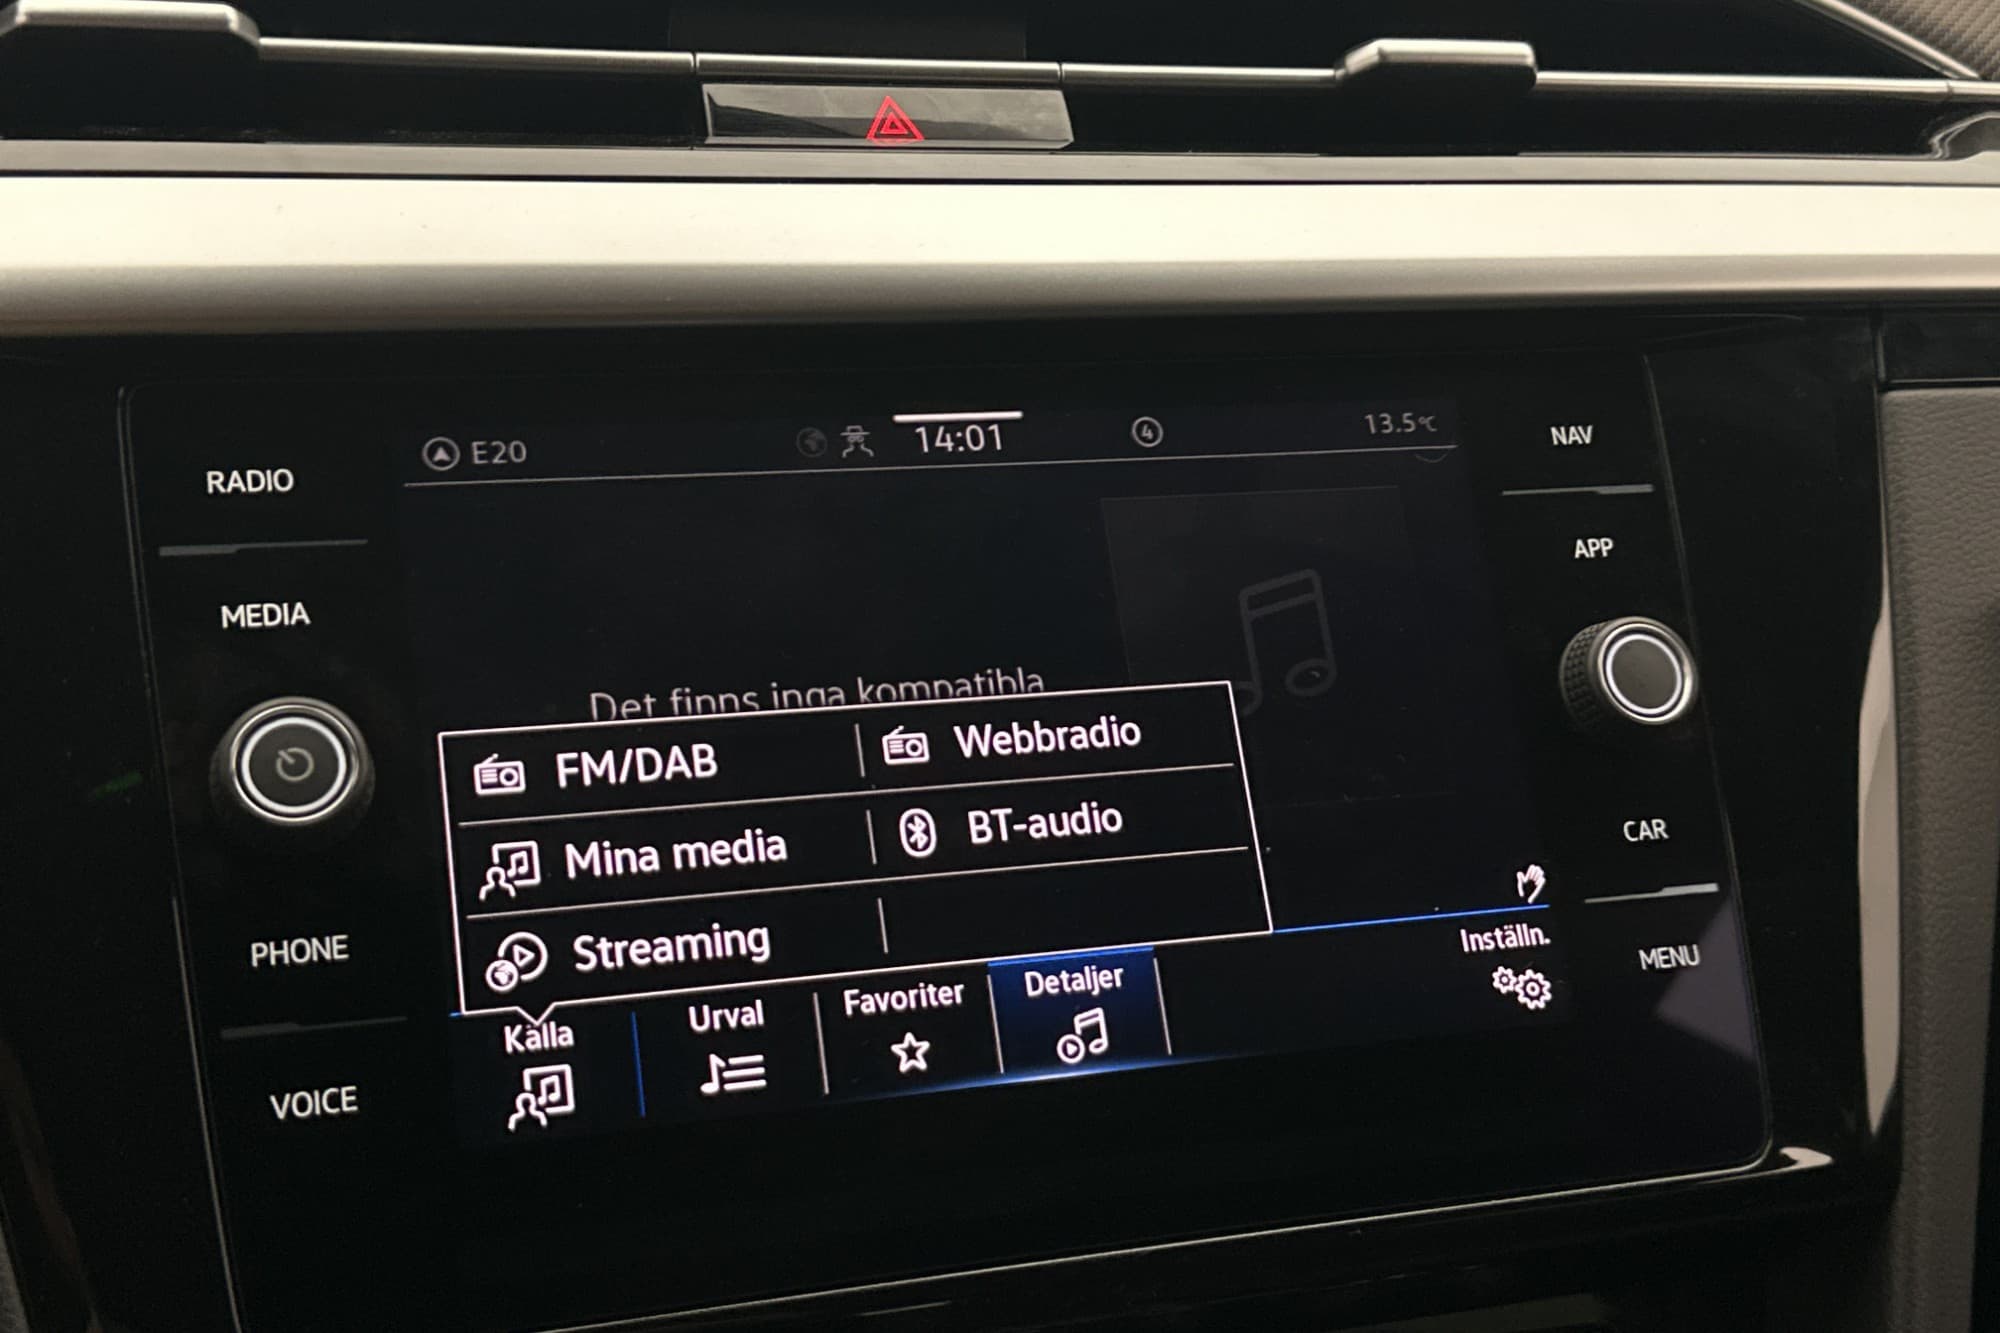 E20
14:01
4
13.5°C
RADIO
MEDIA
PHONE
VOICE
NAV
APP
CAR
MENU
Det finns inga kompatibla
FM/DAB
Webbradio
Mina media
BT-audio
Streaming
Källa
Urval
Favoriter
Detaljer
Inställn.